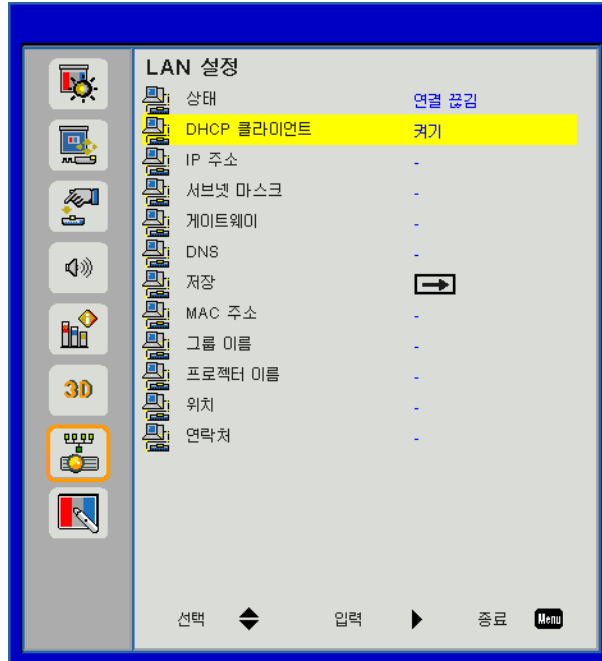 LAN 설정
상태 연결 끊김
DHCP 클라이언트 켜기
IP 주소 -
서브넷 마스크 -
게이트웨이 -
DNS -
저장
MAC 주소 -
그룹 이름 -
프로젝터 이름 -
위치 -
3D
연락처 -
선택 입력 종료 Menu